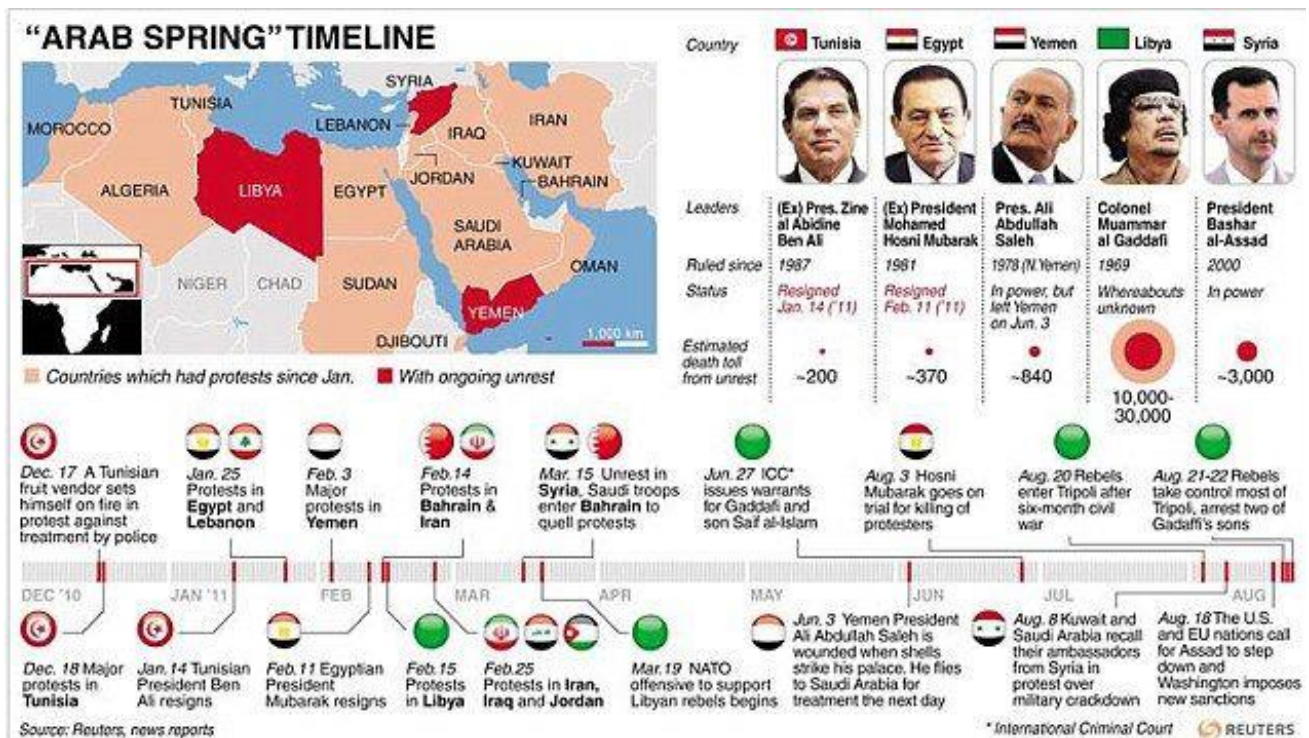 "ARAB SPRING" TIMELINE
SYRIA
TUNISIA
LEBANON
IRAQ
IRAN
MOROCCO
KUWAIT
JORDAN
BAHRAIN
ALGERIA
LIBYA
EGYPT
SAUDI
ARABIA
OMAN
NIGER
CHAD
SUDAN
YEMEN
DJIBOUTI
1,000 km
Countries which had protests since Jan.
With ongoing unrest
Country
Tunisia
Egypt
Yemen
Libya
Syria
Leaders
(Ex) Pres. Zine
al Abidine
Ben Ali
(Ex) President
Mohamed
Hosni Mubarak
Pres. Ali
Abdullah
Saleh
Colonel
Muammar
al Gaddafi
President
Bashar
al-Assad
Ruled since
1987
1981
1978 (N.Yemen)
1969
2000
Status
Resigned
Jan. 14 ('11)
Resigned
Feb. 11 ('11)
In power, but
left Yemen
on Jun. 3
Whereabouts
unknown
In power
Estimated
death toll
from unrest
~200
~370
~840
10,000-
30,000
~3,000
Dec. 17 A Tunisian
fruit vendor sets
himself on fire in
protest against
treatment by police
Jan. 25
Protests in
Egypt and
Lebanon
Feb. 3
Major
protests in
Yemen
Feb.14
Protests in
Bahrain &
Iran
Mar. 15 Unrest in
Syria, Saudi troops
enter Bahrain to
quell protests
Jun. 27 ICC*
issues warrants
for Gaddafi and
son Saif al-Islam
Aug. 3 Hosni
Mubarak goes on
trial for killing of
protesters
Aug. 20 Rebels
enter Tripoli after
six-month civil
war
Aug. 21-22 Rebels
take control most of
Tripoli, arrest two of
Gadaffi's sons
DEC '10
JAN '11
FEB
MAR
APR
MAY
JUN
JUL
AUG
Dec. 18 Major
protests in
Tunisia
Jan. 14 Tunisian
President Ben
Ali resigns
Feb.11 Egyptian
President
Mubarak resigns
Feb.15
Protests
in Libya
Feb.25
Protests in Iran,
Iraq and Jordan
Mar.19 NATO
offensive to support
Libyan rebels begins
Jun. 3 Yemen President
Ali Abdullah Saleh is
wounded when shells
strike his palace. He flies
to Saudi Arabia for
treatment the next day
Aug. 8 Kuwait and
Saudi Arabia recall
their ambassadors
from Syria in
protest over
military crackdown
Aug. 18 The U.S.
and EU nations call
for Assad to step
down and
Washington imposes
new sanctions
Source: Reuters, news reports
* International Criminal Court
REUTERS